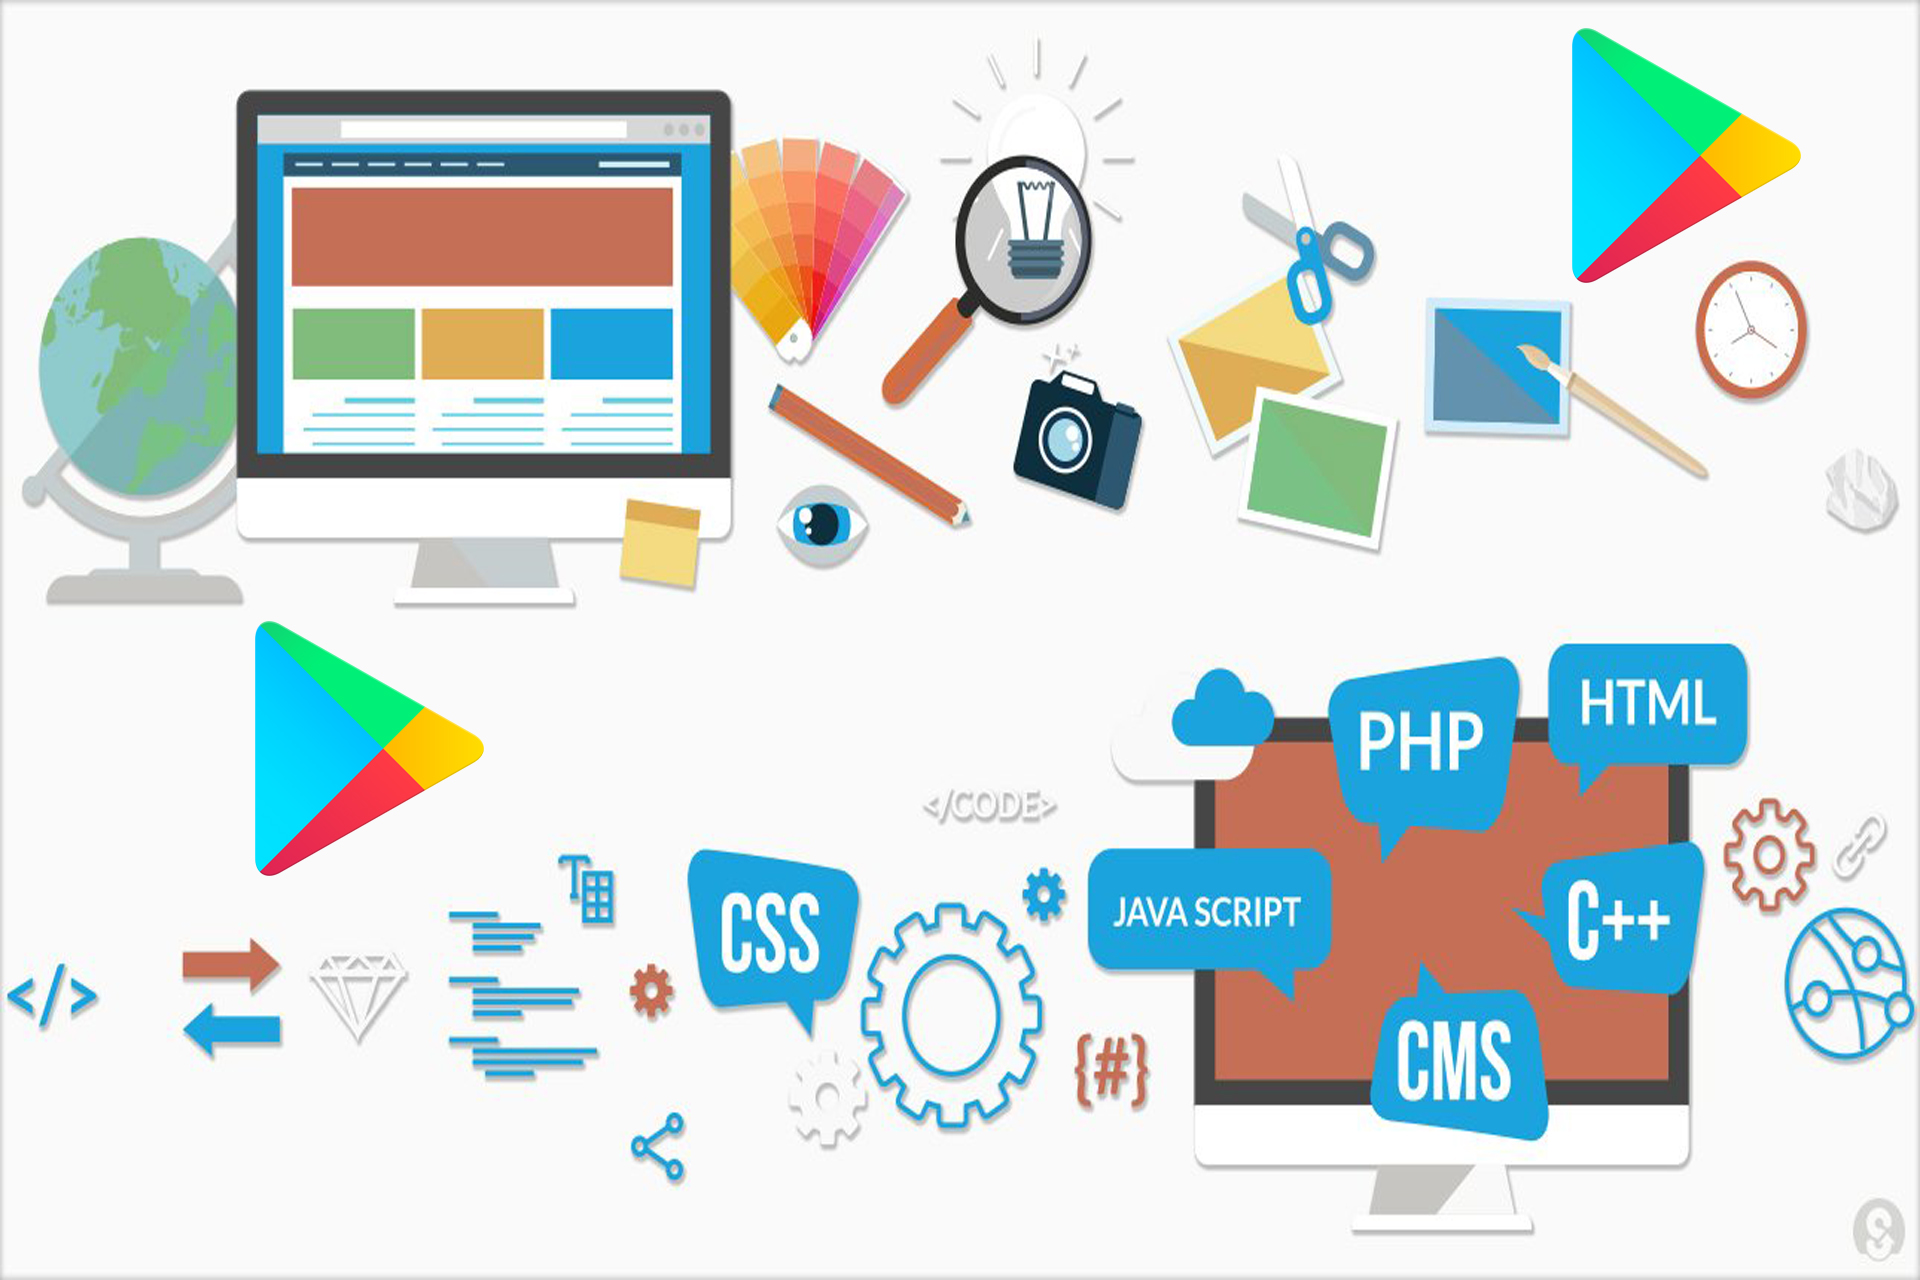 PHP
HTML
</CODE>
CSS
JAVA SCRIPT
C++
</>
{#}
CMS